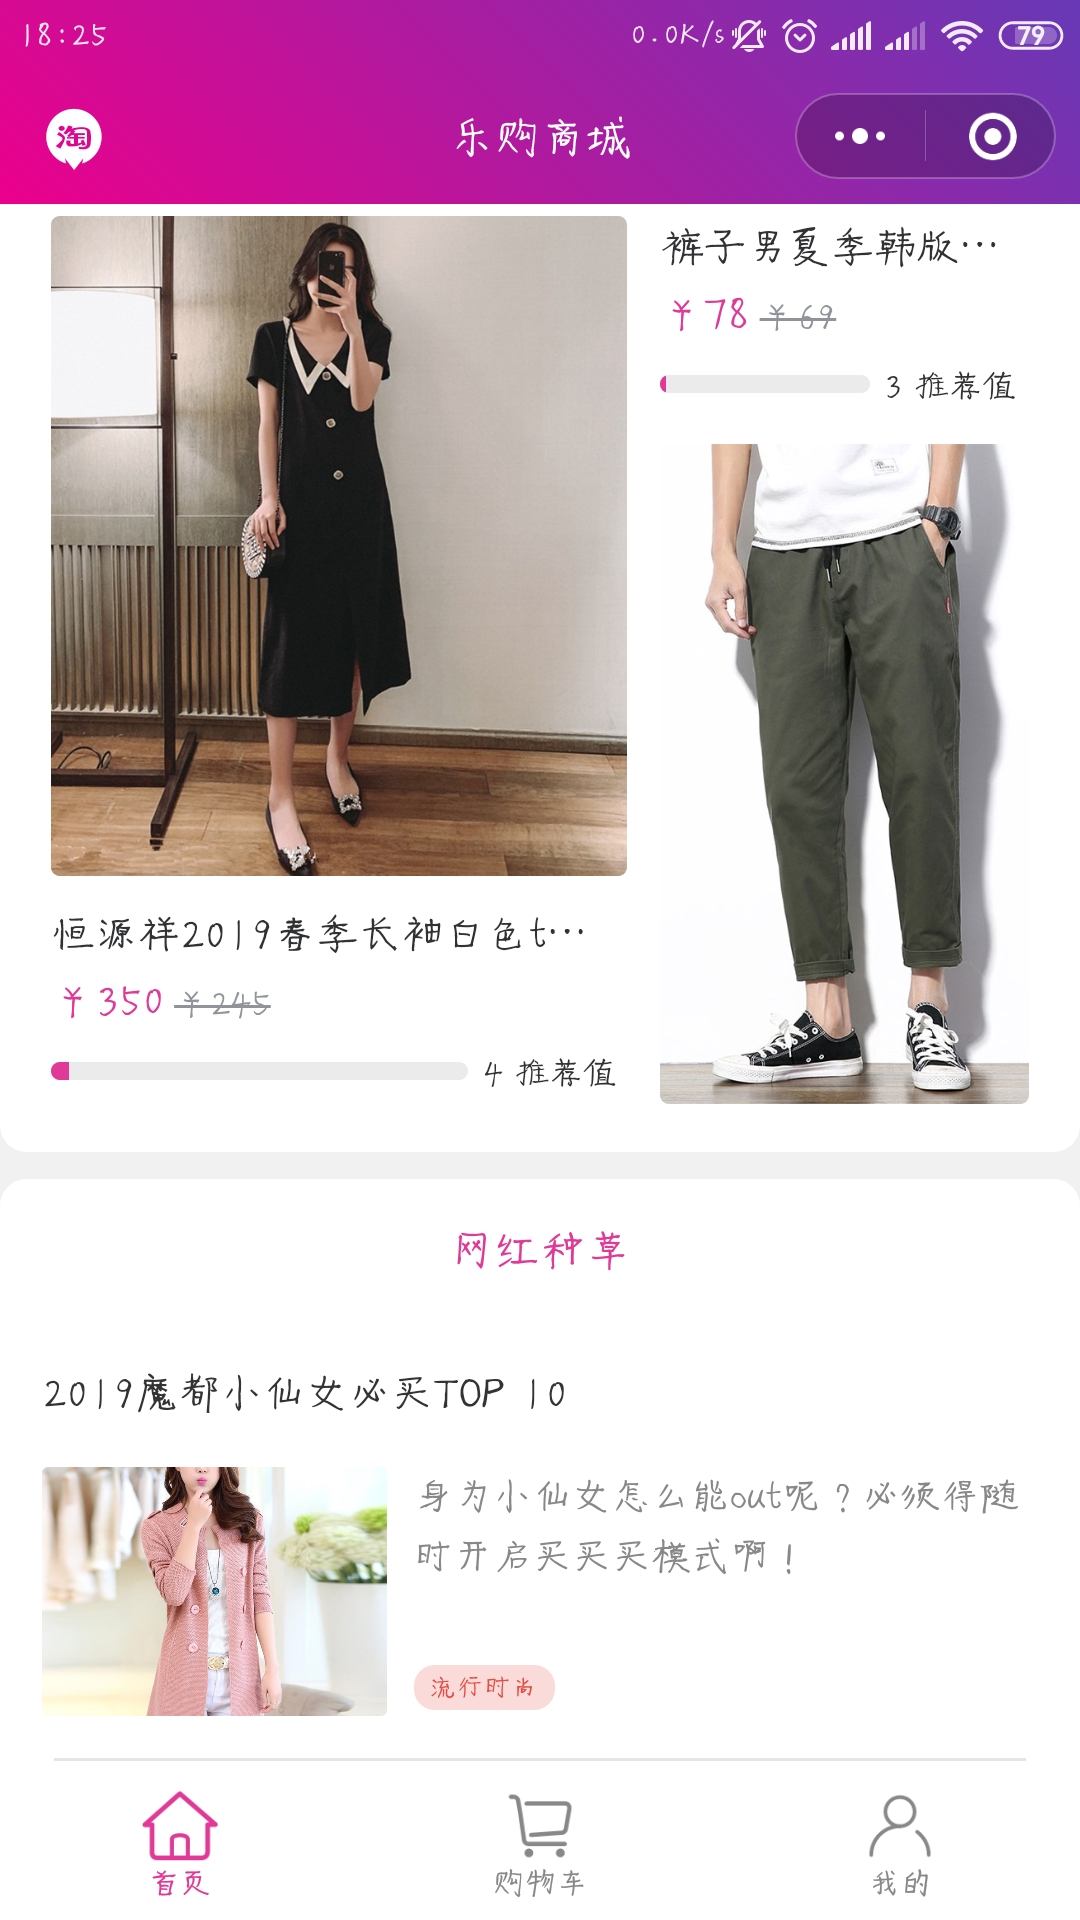 18:25
0.0K/s
79
淘
乐购商城
裤子男夏季韩版…
¥78 ¥69
3 推荐值
恒源祥2019春季长袖白色t…
¥350 ¥245
4 推荐值
网红种草
2019魔都小仙女必买TOP 10
身为小仙女怎么能out呢？必须得随
时开启买买买模式啊！
流行时尚
首页
购物车
我的